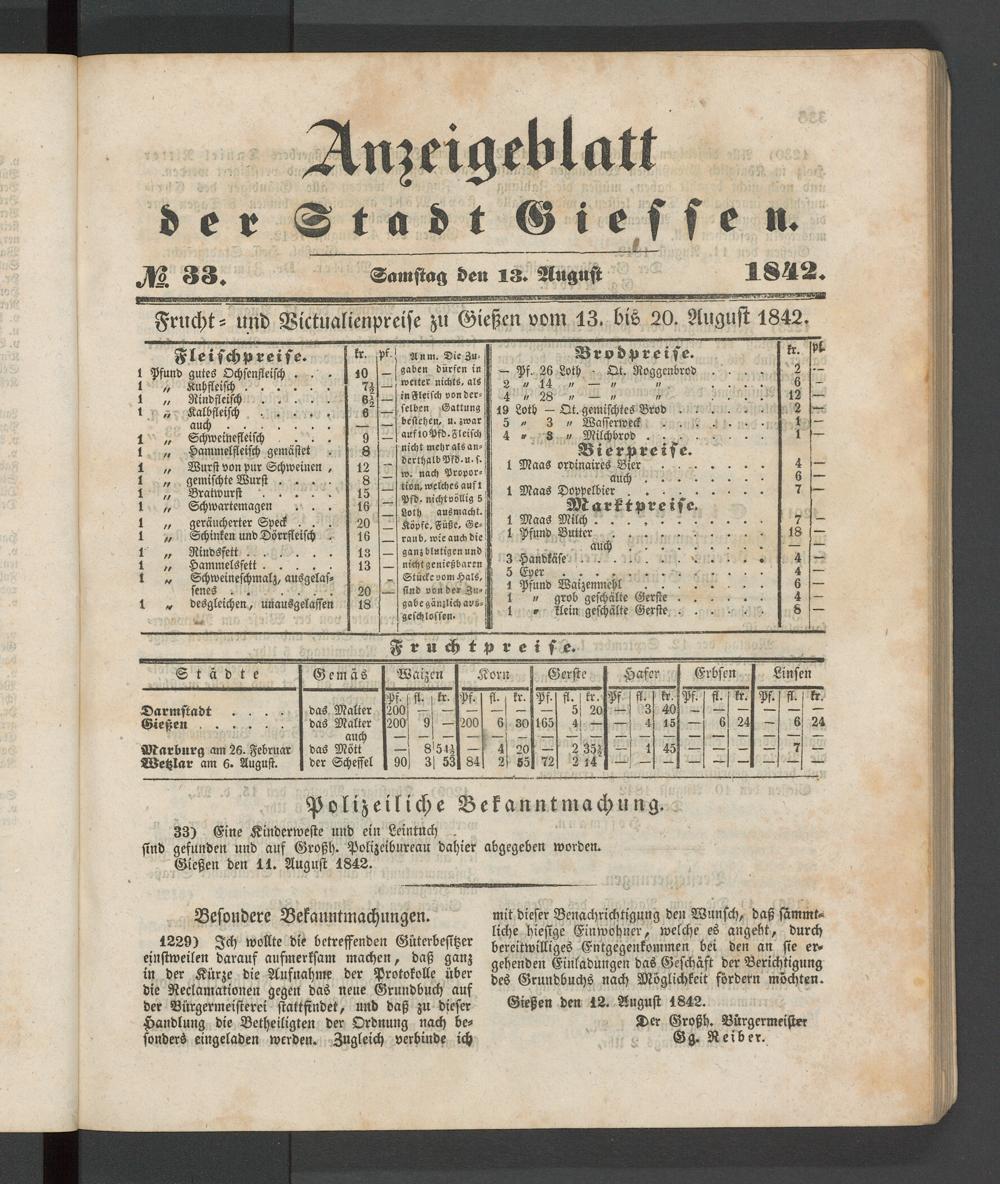 Anzeigeblatt
der Stadt Giessen.
№ 33. Samstag den 13. August 1842.
Frucht- und Victualienpreise zu Gießen vom 13. bis 20. August 1842.
Fleischpreise. kr. pf.
1 Pfund gutes Ochsenfleisch . . . 10 —
1 „ Kuhfleisch . . . . . . 7½ —
1 „ Rindfleisch . . . . . 6½ —
1 „ Kalbfleisch . . . . . 6 —
auch . . . . . — —
1 „ Schweinefleisch . . . . 9 —
1 „ Hammelfleisch gemästet . 8 —
1 „ Wurst von pur Schweinen , 12 —
1 „ gemischte Wurst . . . . 8 —
1 „ Bratwurst . . . . . 15 —
1 „ Schwartemagen . . . . 16 —
1 „ geräucherter Speck . . . 20 —
1 „ Schinken und Dörrfleisch . 16 —
1 „ Rindsfett . . . . . . 13 —
1 „ Hammelsfett . . . . . 13 —
1 „ Schweineschmalz, ausgelas-
senes . . . . . . . 20 —
1 „ desgleichen, unausgelassen 18
Anm. Die Zu-
gaben dürfen in
weiter nichts, als
in Fleisch von der-
selben Gattung
bestehen, u. zwar
auf 10 Pfd. Fleisch
nicht mehr als an-
derthalb Pfd. u. s.
w. nach Propor-
tion, welches auf 1
Pfd. nicht völlig 5
Loth ausmacht.
Köpfe, Füße, Ge-
raub, wie auch die
ganz blutigen und
nicht genießbaren
Stücke vom Hals,
sind von der Zu-
gabe gänzlich aus-
geschlossen.
Brodpreise. kr. pf.
— Pf. 26 Loth - Qt. Roggenbrod . . . 2 —
2 „ 14 „ — „ „ . . . 6 —
4 „ 28 „ — „ „ . . . 12 —
19 Loth — Qt. gemischtes Brod . . . . . 2 —
5 „ 3 „ Wasserweck . . . . . . 1 —
4 „ 3 „ Milchbrod . . . . . . . 1 —
Bierpreise.
1 Maas ordinaires Bier . . . . . . 4 —
auch . . . . . . 6 —
1 Maas Doppelbier . . . . . . . 7 —
Marktpreise.
1 Maas Milch . . . . . . . . . 7 —
1 Pfund Butter . . . . . . . . 18 —
auch . . . . . . . — —
3 Handkäse . . . . . . . . . 4 —
5 Eyer . . . . . . . . . . 4 —
1 Pfund Waizenmehl . . . . . . 6 —
1 „ grob geschälte Gerste . . . . . 4 —
1 „ klein geschälte Gerste . . . . . 8 —
Fruchtpreise.
Städte Gemäs Waizen Korn Gerste Hafer Erbsen Linsen
Pf. fl. kr. Pf. fl. kr. Pf. fl. kr. Pf. fl. kr. Pf. fl. kr. Pf. fl. kr.
Darmstadt . . . . das Malter 200 — — — — — — 5 20 — 3 40 — — — — — —
Gießen . . . . . das Malter 200 9 — 200 6 30 165 4 — — 4 15 — 6 24 — 6 24
auch — — — — — — — — — — — — — — — — — —
Marburg am 26. Februar das Mött — 8 54½ — 4 20 — 2 35½ — 1 45 — — — — 7 —
Wetzlar am 6. August. der Scheffel 90 3 53 84 2 55 72 2 14 — — — — — — — — —
Polizeiliche Bekanntmachung.
33) Eine Kinderweste und ein Leintuch
sind gefunden und auf Großh. Polizeibureau dahier abgegeben worden.
Gießen den 11. August 1842.
Besondere Bekanntmachungen.
1229) Ich wollte die betreffenden Güterbesitzer
einstweilen darauf aufmerksam machen, daß ganz
in der Kürze die Aufnahme der Protokolle über
die Reclamationen gegen das neue Grundbuch auf
der Bürgermeisterei stattfindet, und daß zu dieser
Handlung die Betheiligten der Ordnung nach be-
sonders eingeladen werden. Zugleich verbinde ich
mit dieser Benachrichtigung den Wunsch, daß sämmt-
liche hiesige Einwohner, welche es angeht, durch
bereitwilliges Entgegenkommen bei den an sie er-
gehenden Einladungen das Geschäft der Berichtigung
des Grundbuchs nach Möglichkeit fördern möchten.
Gießen den 12. August 1842.
Der Großh. Bürgermeister
Gg. Reiber.